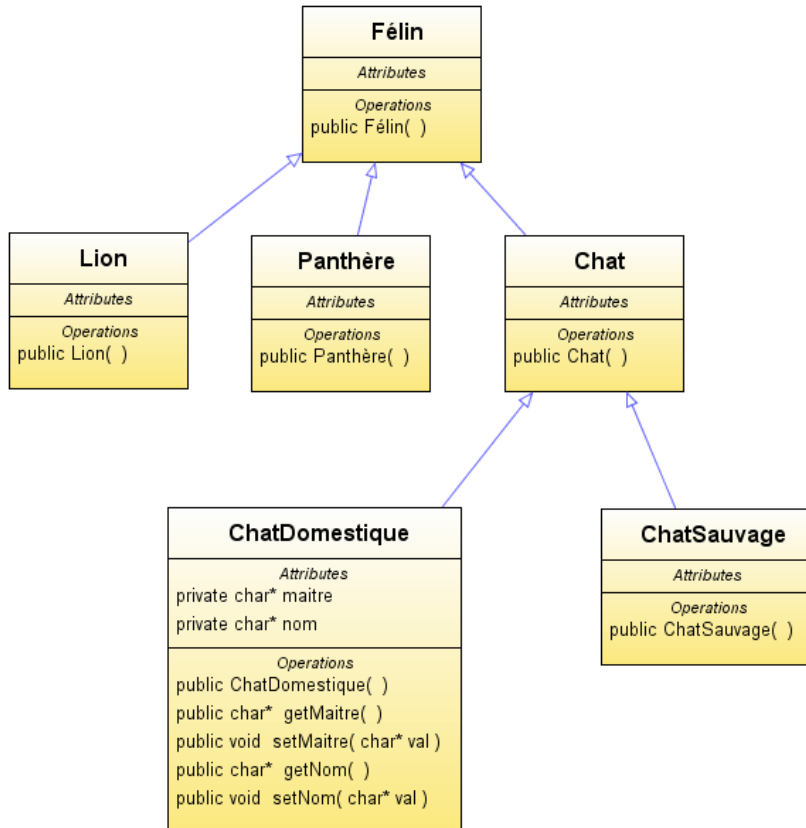 Félin
Attributes
Operations
public Félin( )
Lion
Attributes
Operations
public Lion( )
Panthère
Attributes
Operations
public Panthère( )
Chat
Attributes
Operations
public Chat( )
ChatDomestique
Attributes
private char* maitre
private char* nom
Operations
public ChatDomestique( )
public char* getMaitre( )
public void setMaitre( char* val )
public char* getNom( )
public void setNom( char* val )
ChatSauvage
Attributes
Operations
public ChatSauvage( )